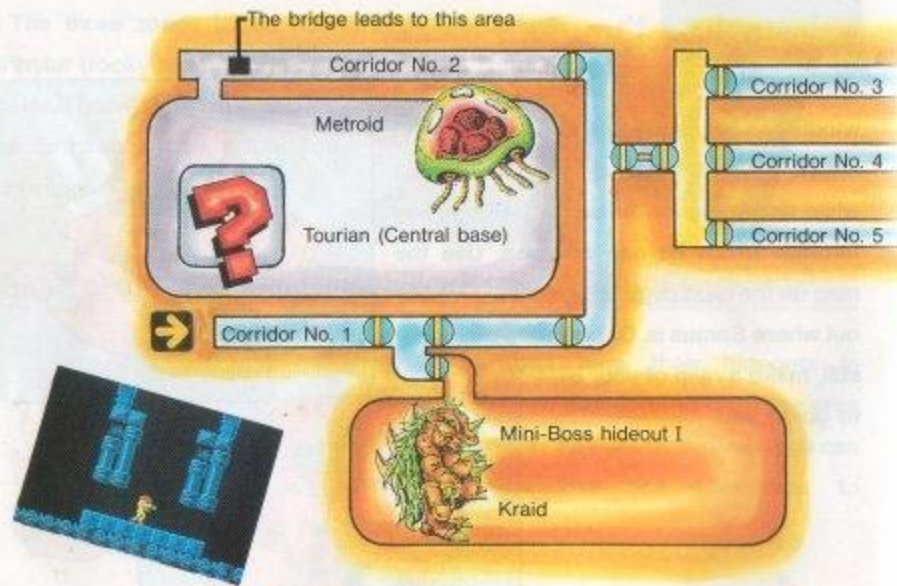 The bridge leads to this area
Corridor No. 2
Corridor No. 3
Metroid
Corridor No. 4
?
Tourian (Central base)
Corridor No. 5
Corridor No. 1
Mini-Boss hideout I
Kraid